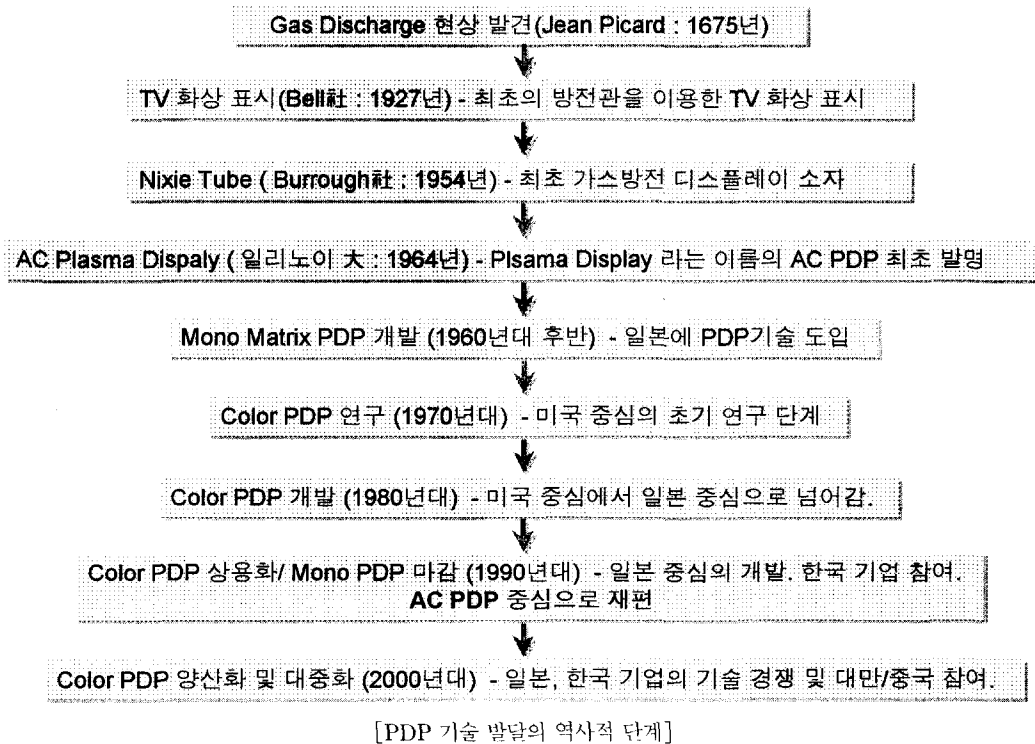 Gas Discharge 현상 발견(Jean Picard : 1675년)
TV 화상 표시(Bell社 : 1927년) - 최초의 방전관을 이용한 TV 화상 표시
Nixie Tube ( Burrough社 : 1954년) - 최초 가스방전 디스플레이 소자
AC Plasma Dispaly ( 일리노이 大 : 1964년) - Plsama Display 라는 이름의 AC PDP 최초 발명
Mono Matrix PDP 개발 (1960년대 후반) - 일본에 PDP기술 도입
Color PDP 연구 (1970년대) - 미국 중심의 초기 연구 단계
Color PDP 개발 (1980년대) - 미국 중심에서 일본 중심으로 넘어감.
Color PDP 상용화/ Mono PDP 마감 (1990년대) - 일본 중심의 개발. 한국 기업 참여.
AC PDP 중심으로 재편
Color PDP 양산화 및 대중화 (2000년대) - 일본, 한국 기업의 기술 경쟁 및 대만/중국 참여.
[PDP 기술 발달의 역사적 단계]